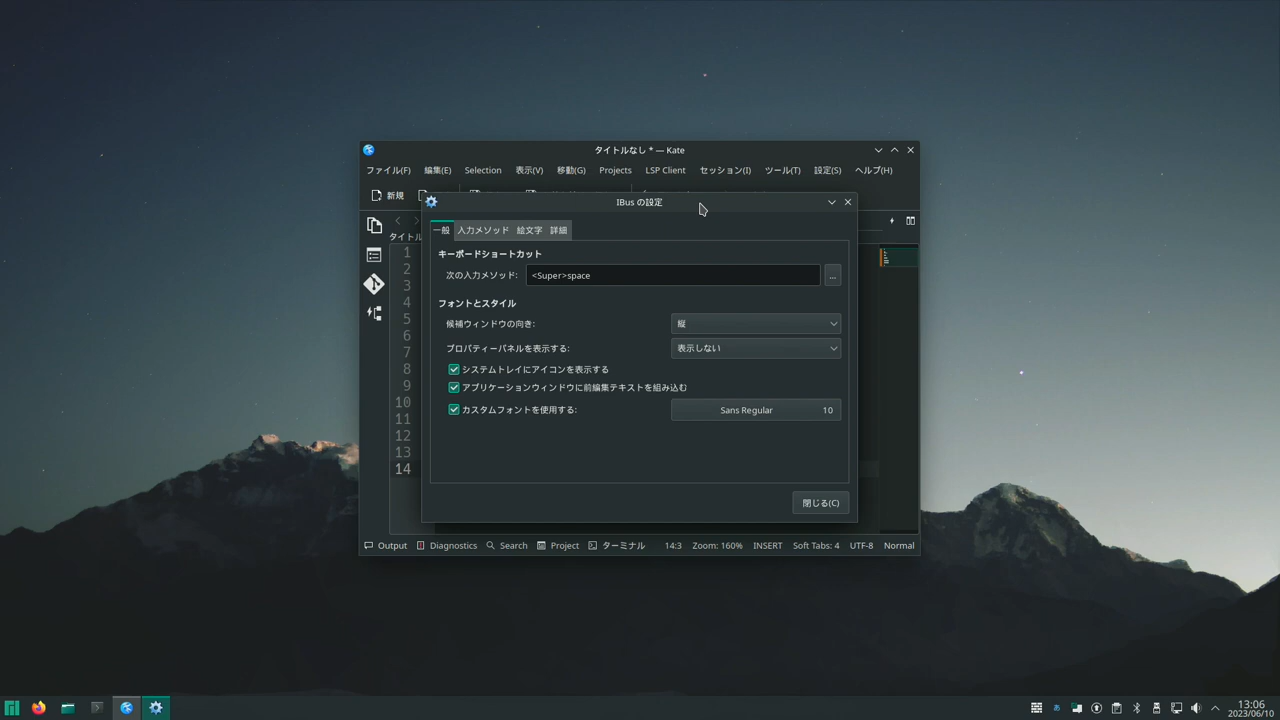 タイトルなし * — Kate
ファイル(F) 編集(E) Selection 表示(V) 移動(G) Projects LSP Client セッション(I) ツール(T) 設定(S) ヘルプ(H)
新規
IBus の設定
タイトル
一般 入力メソッド 絵文字 詳細
キーボードショートカット
次の入力メソッド: <Super>space ...
フォントとスタイル
候補ウィンドウの向き: 縦
プロパティーパネルを表示する: 表示しない
システムトレイにアイコンを表示する
アプリケーションウィンドウに前編集テキストを組み込む
カスタムフォントを使用する: Sans Regular 10
閉じる(C)
1
2
3
4
5
6
7
8
9
10
11
12
13
14
Output Diagnostics Search Project ターミナル 14:3 Zoom: 160% INSERT Soft Tabs: 4 UTF-8 Normal
あ
13:06
2023/06/10